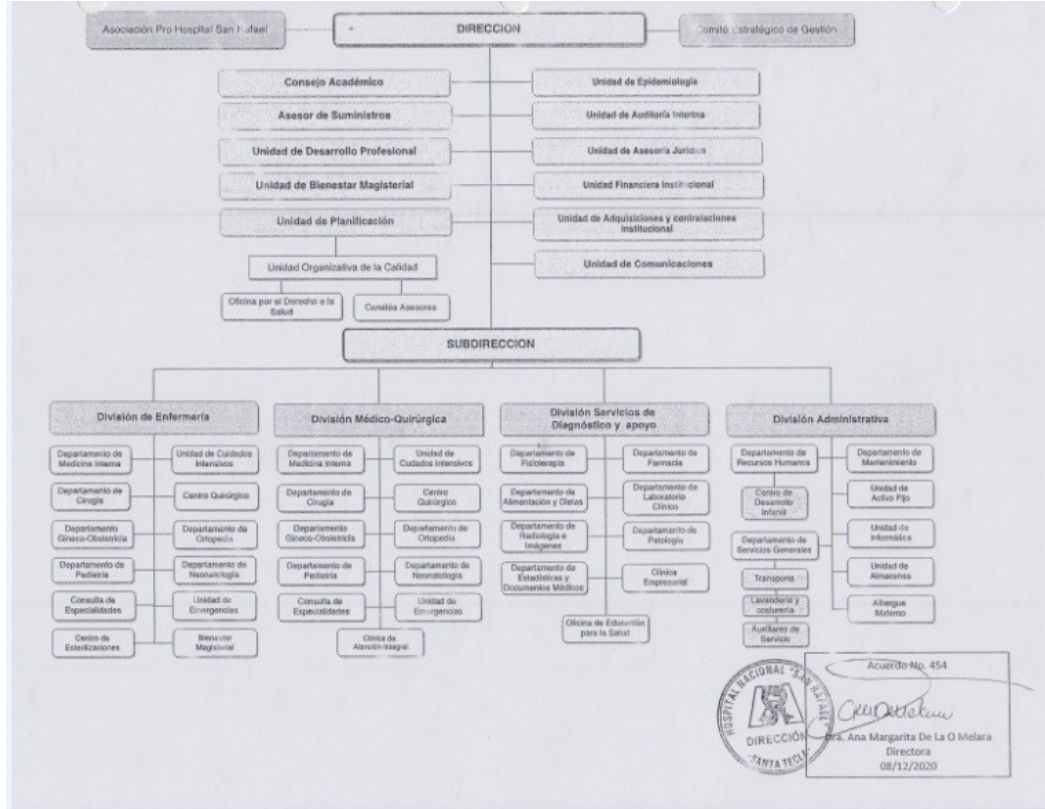 Asociación Pro Hospital San Rafael
DIRECCION
Comité Estratégico de Gestión
Consejo Académico
Unidad de Epidemiología
Asesor de Suministros
Unidad de Auditoría Interna
Unidad de Desarrollo Profesional
Unidad de Asesoría Jurídica
Unidad de Bienestar Magisterial
Unidad Financiera Institucional
Unidad de Planificación
Unidad de Adquisiciones y contrataciones
Institucional
Unidad Organizativa de la Calidad
Unidad de Comunicaciones
Oficina por el Derecho a la
Salud
Comités Asesores
SUBDIRECCION
División de Enfermería
Departamento de
Medicina Interna
Unidad de Cuidados
Intensivos
Departamento de
Cirugía
Centro Quirúrgico
Departamento
Gineco-Obstetricia
Departamento de
Ortopedia
Departamento de
Pediatría
Departamento de
Neonatología
Consulta de
Especialidades
Unidad de
Emergencias
Centro de
Esterilizaciones
Bienestar
Magisterial
División Médico-Quirúrgica
Departamento de
Medicina Interna
Unidad de
Cudados Intensivos
Departamento de
Cirugía
Centro
Quirúrgico
Departamento
Gineco-Obstetricia
Departamento de
Ortopedia
Departamento de
Pediatría
Departamento de
Neonatología
Consulta de
Especialidades
Unidad de
Emergencias
Clínica de
Atención Integral
División Servicios de
Diagnóstico y apoyo
Departamento de
Fisioterapia
Departamento de
Farmacia
Departamento de
Alimentación y Dietas
Departamento de
Laboratorio
Clínico
Departamento de
Radiología e
Imágenes
Departamento de
Patología
Departamento de
Estadísticas y
Documentos Médicos
Clínica
Empresarial
Oficina de Educación
para la Salud
División Administrativa
Departamento de
Recursos Humanos
Departamento de
Mantenimiento
Centro de
Desarrollo
Infantil
Unidad de
Activo Fijo
Departamento de
Servicios Generales
Unidad de
Informática
Transporte
Unidad de
Almacenes
Lavandería y
costurería
Albergue
Materno
Auxiliares de
Servicio
HOSPITAL NACIONAL "SAN RAFAEL"
DIRECCIÓN
SANTA TECLA
Acuerdo No. 454
Dra. Ana Margarita De La O Melara
Directora
08/12/2020